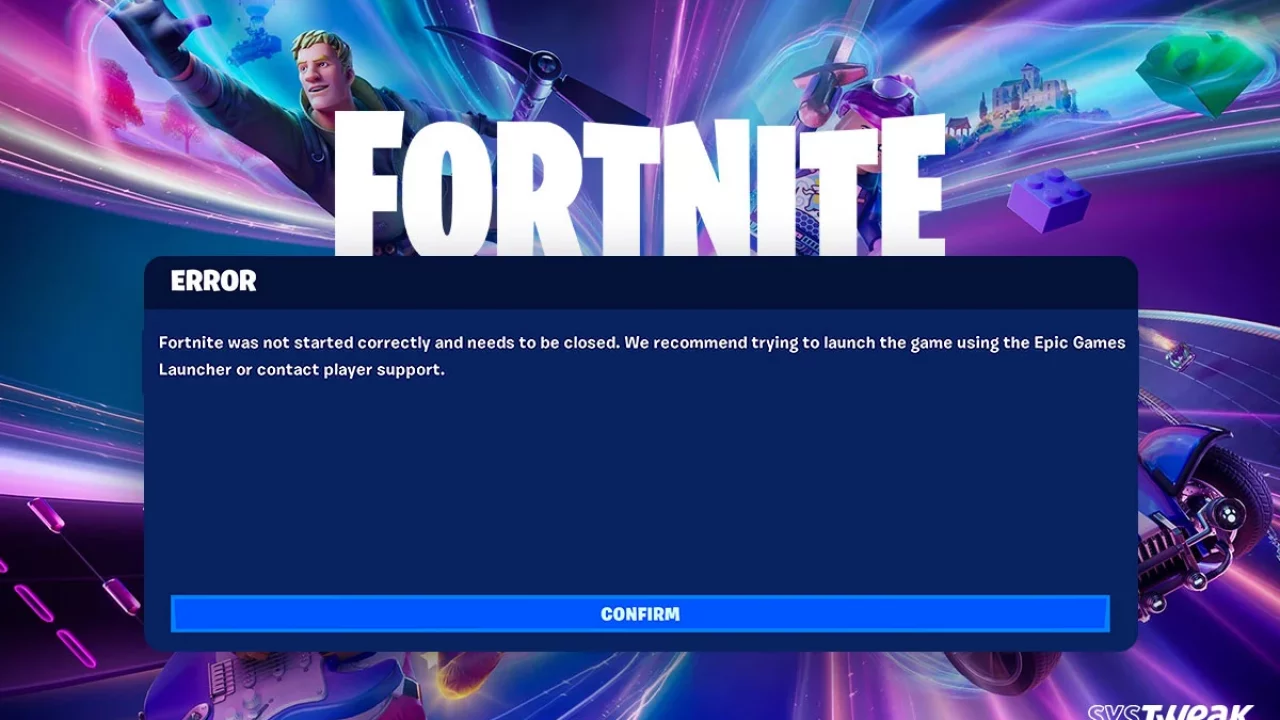 FORTNITE
ERROR
Fortnite was not started correctly and needs to be closed. We recommend trying to launch the game using the Epic Games
Launcher or contact player support.
CONFIRM
SYSTWEAK